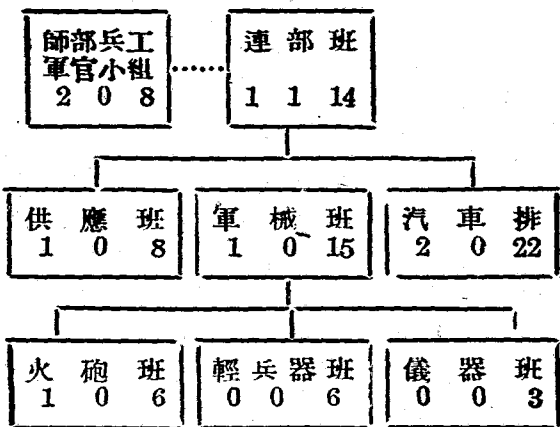 師部兵工
軍官小組
2 0 8
連部班
1 1 14
供應班
1 0 8
軍械班
1 0 15
汽車排
2 0 22
火砲班
1 0 6
輕兵器班
0 0 6
儀器班
0 0 3